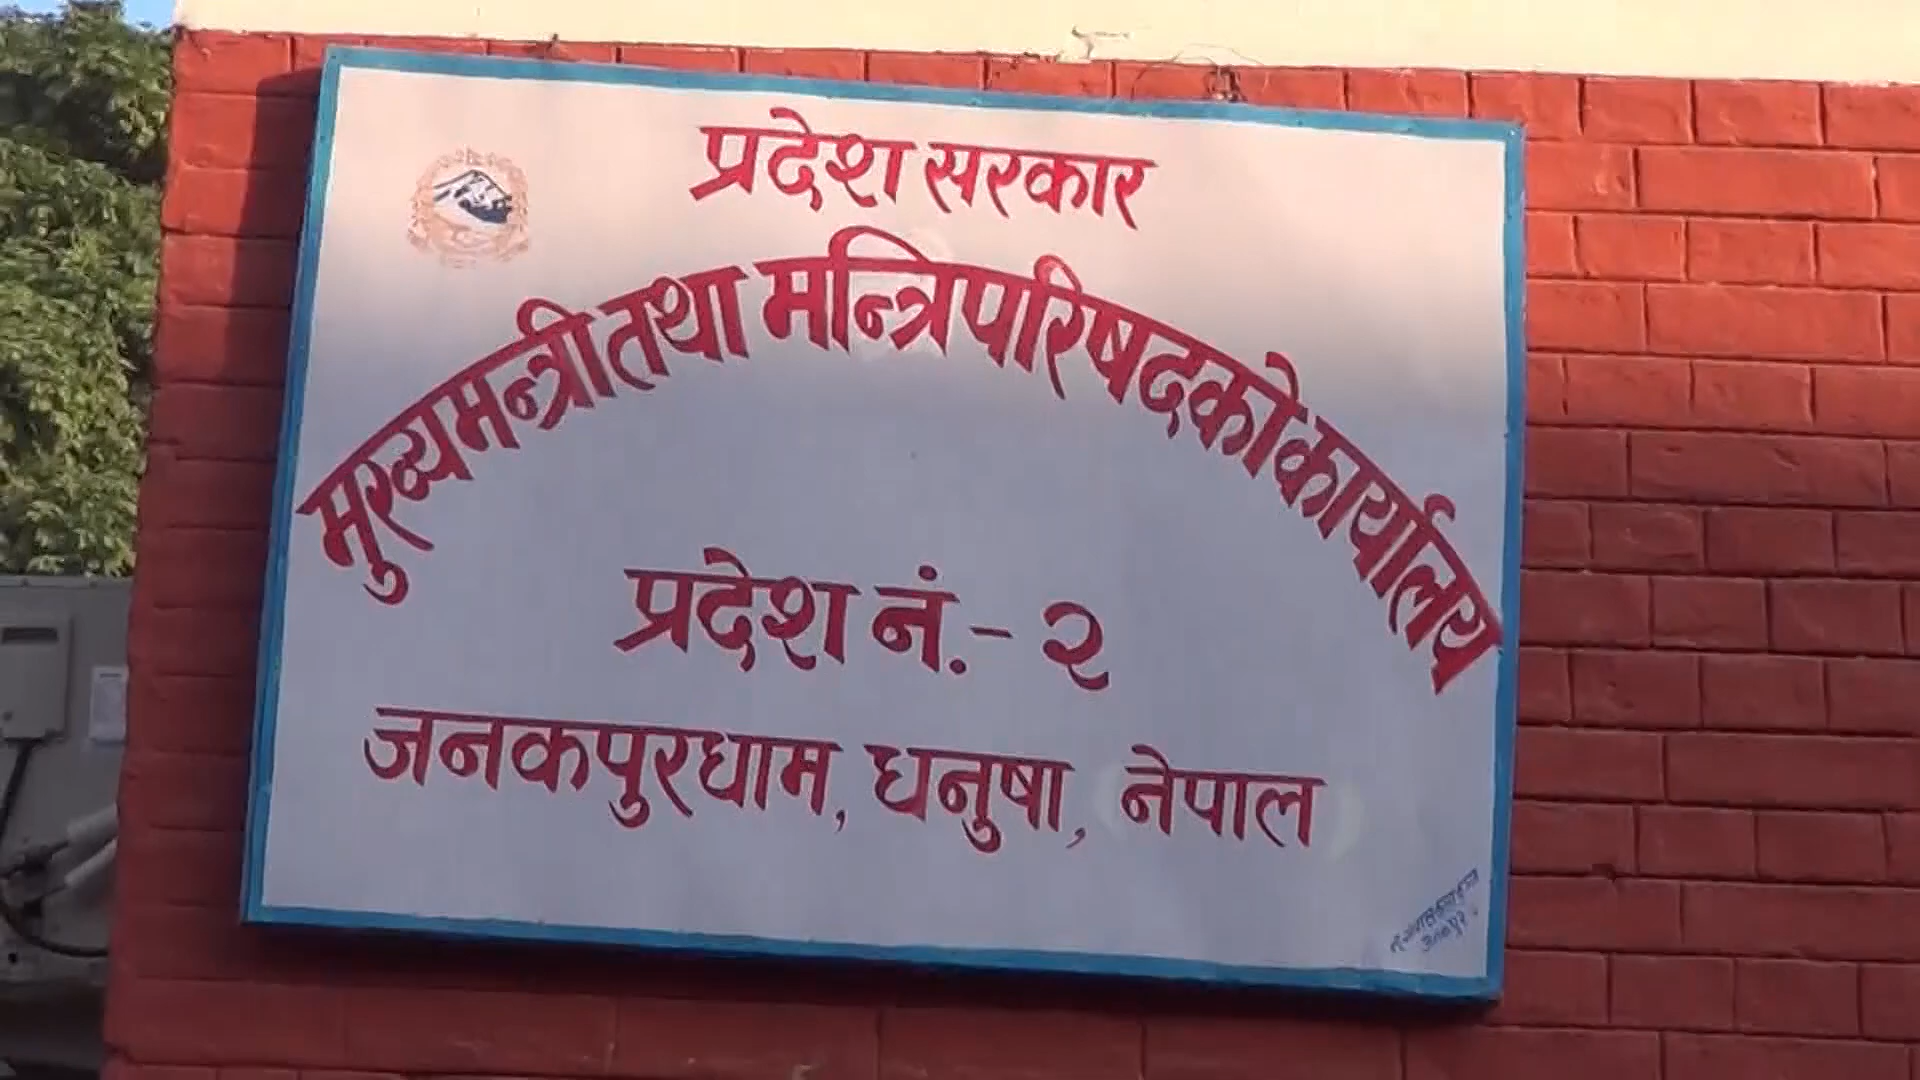 प्रदेश सरकार
मुख्यमन्त्री तथा मन्त्रिपरिषदको कार्यालय
प्रदेश नं.- २
जनकपुरधाम, धनुषा, नेपाल